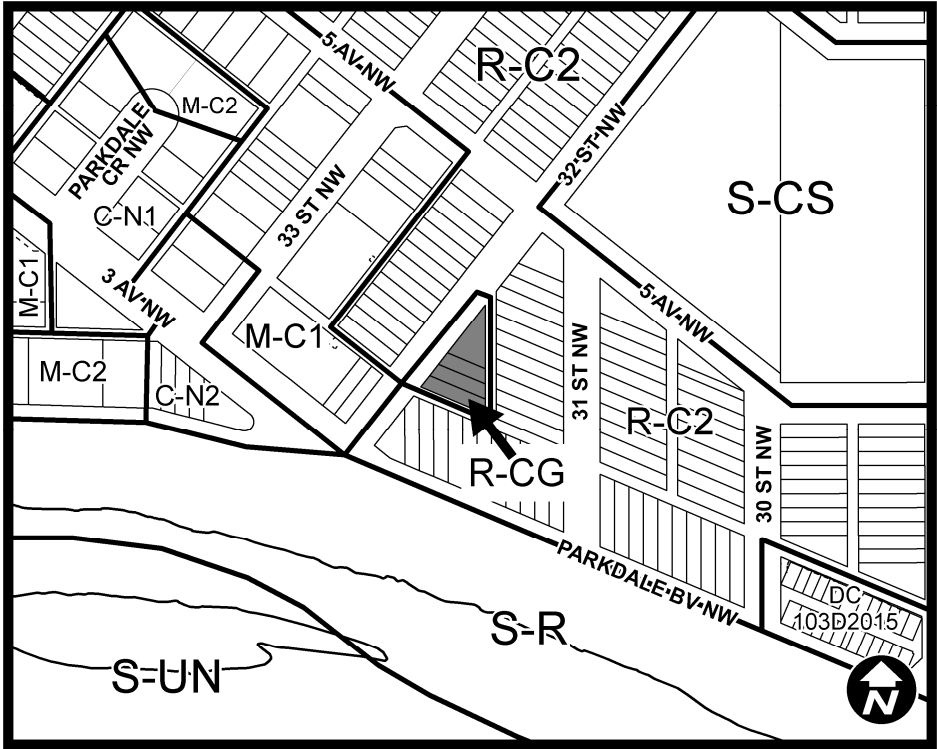 5 AV NW
R-C2
M-C2
PARKDALE
CR NW
32 ST NW
S-CS
33 ST NW
C-N1
M-C1
3 AV NW
5 AV NW
M-C1
M-C2
C-N2
31 ST NW
R-C2
R-CG
30 ST NW
PARKDALE BV NW
DC
103D2015
S-R
S-UN
N